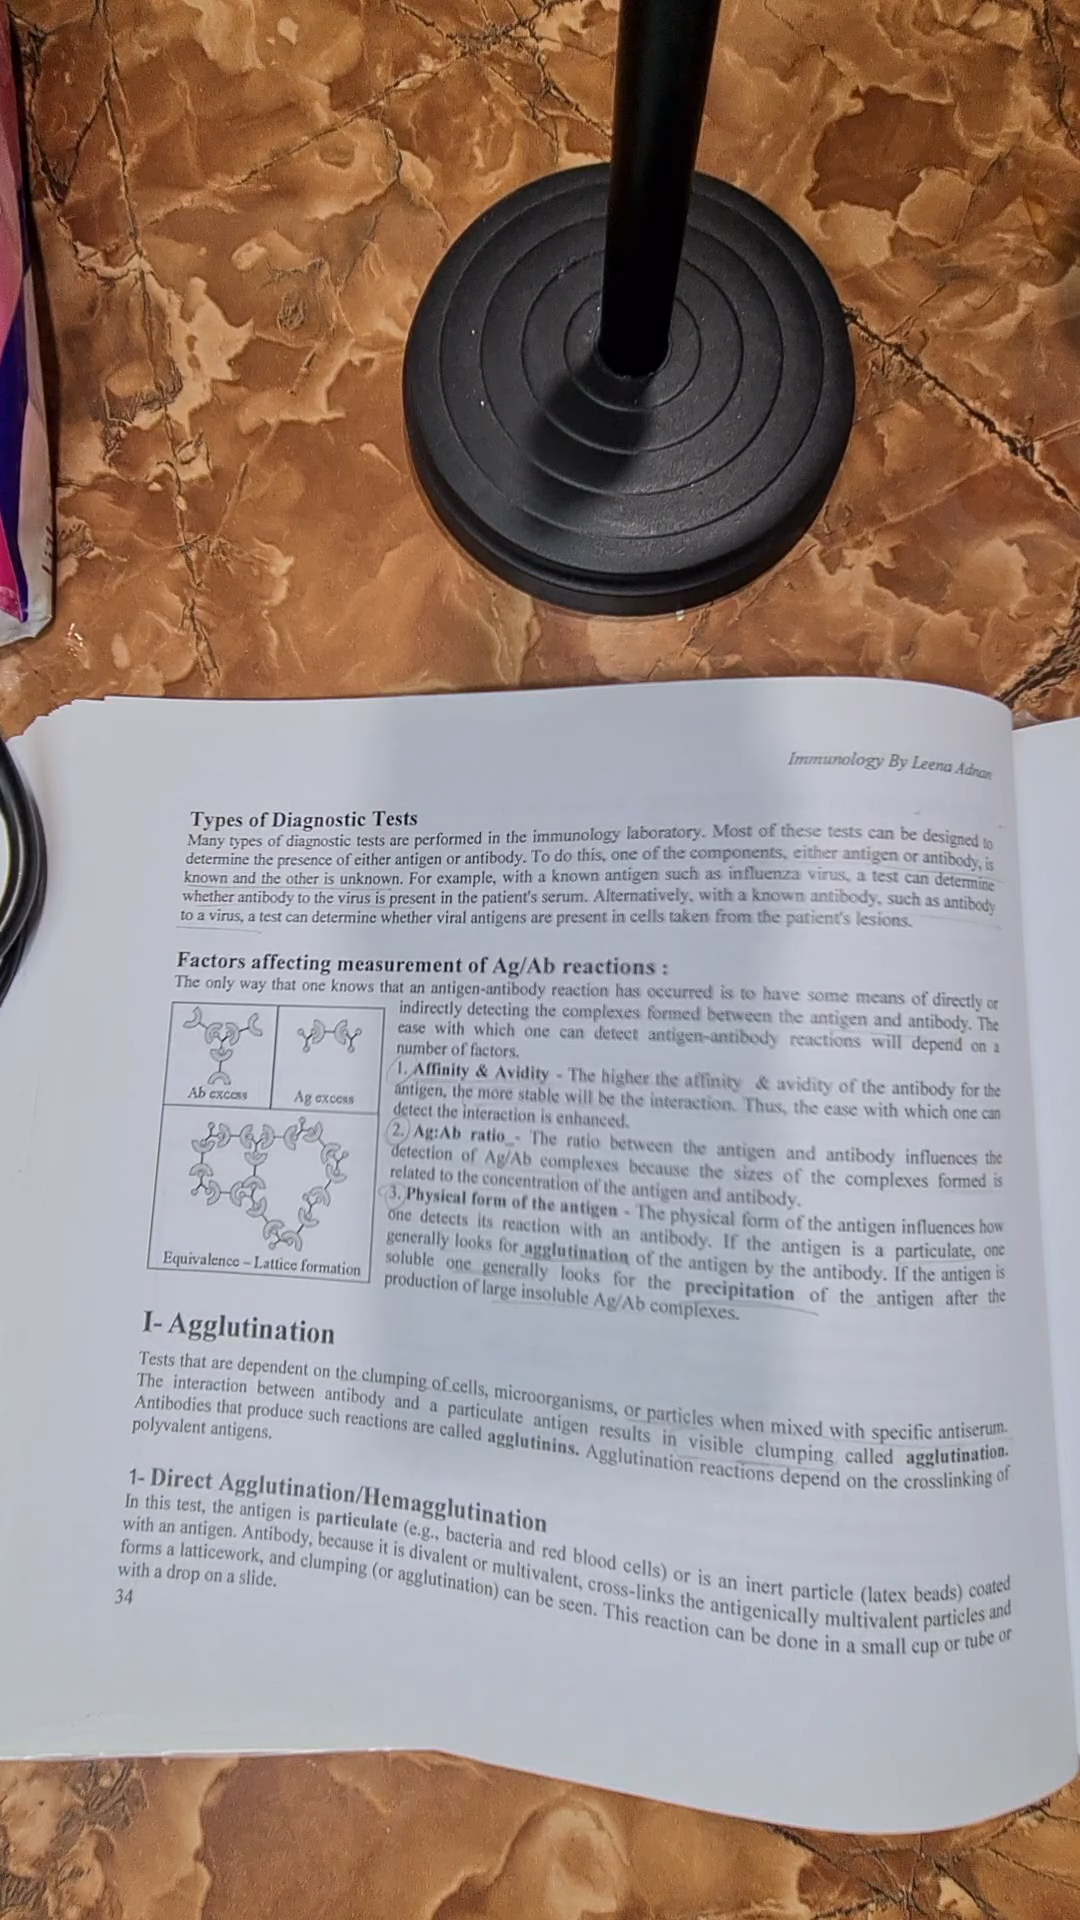 Immunology By Leena Adnan
Types of Diagnostic Tests
Many types of diagnostic tests are performed in the immunology laboratory. Most of these tests can be designed to
determine the presence of either antigen or antibody. To do this, one of the components, either antigen or antibody, is
known and the other is unknown. For example, with a known antigen such as influenza virus, a test can determine
whether antibody to the virus is present in the patient's serum. Alternatively, with a known antibody, such as antibody
to a virus, a test can determine whether viral antigens are present in cells taken from the patient's lesions.
Factors affecting measurement of Ag/Ab reactions :
The only way that one knows that an antigen-antibody reaction has occurred is to have some means of directly or
indirectly detecting the complexes formed between the antigen and antibody. The
ease with which one can detect antigen-antibody reactions will depend on a
number of factors.
1. Affinity & Avidity - The higher the affinity & avidity of the antibody for the
antigen, the more stable will be the interaction. Thus, the ease with which one can
detect the interaction is enhanced.
2. Ag:Ab ratio - The ratio between the antigen and antibody influences the
detection of Ag/Ab complexes because the sizes of the complexes formed is
related to the concentration of the antigen and antibody.
3. Physical form of the antigen - The physical form of the antigen influences how
one detects its reaction with an antibody. If the antigen is a particulate, one
generally looks for agglutination of the antigen by the antibody. If the antigen is
soluble one generally looks for the precipitation of the antigen after the
production of large insoluble Ag/Ab complexes.
Ab excess
Ag excess
Equivalence – Lattice formation
I- Agglutination
Tests that are dependent on the clumping of cells, microorganisms, or particles when mixed with specific antiserum.
The interaction between antibody and a particulate antigen results in visible clumping called agglutination.
Antibodies that produce such reactions are called agglutinins. Agglutination reactions depend on the crosslinking of
polyvalent antigens.
1- Direct Agglutination/Hemagglutination
In this test, the antigen is particulate (e.g., bacteria and red blood cells) or is an inert particle (latex beads) coated
with an antigen. Antibody, because it is divalent or multivalent, cross-links the antigenically multivalent particles and
forms a latticework, and clumping (or agglutination) can be seen. This reaction can be done in a small cup or tube or
with a drop on a slide.
34